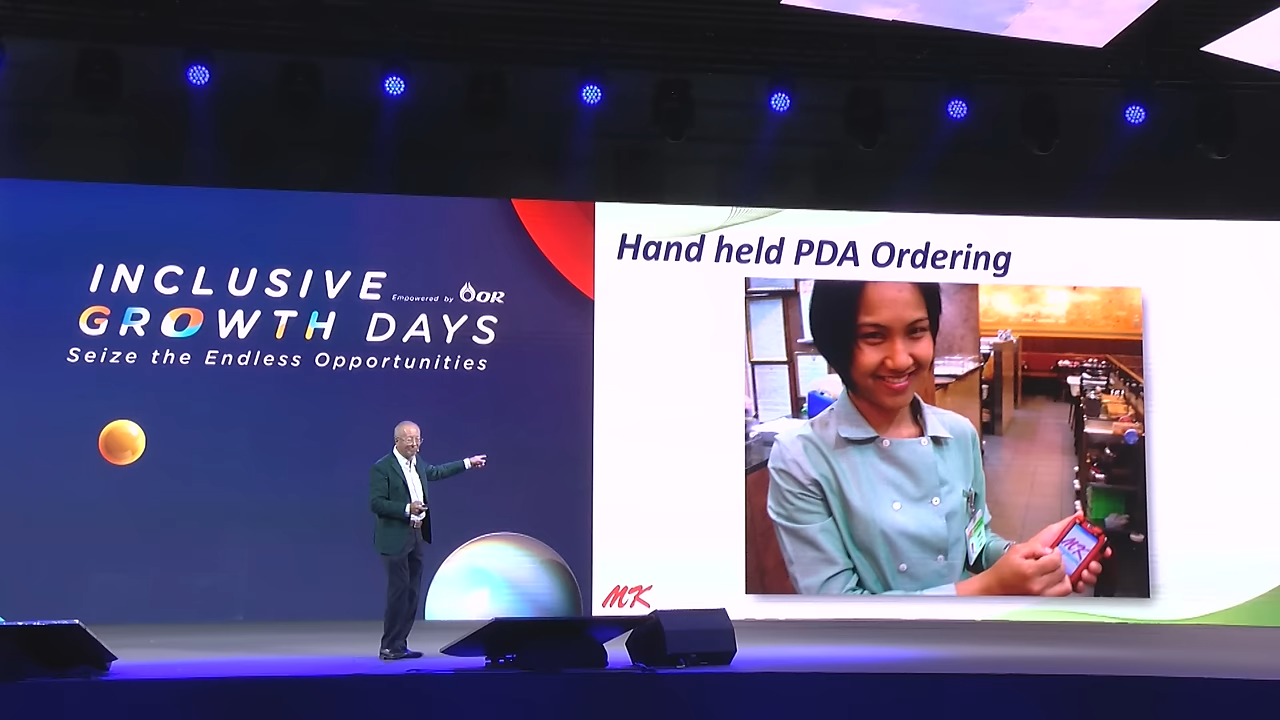 INCLUSIVE
Empowered by OR
GROWTH DAYS
Seize the Endless Opportunities
Hand held PDA Ordering
MK
MK